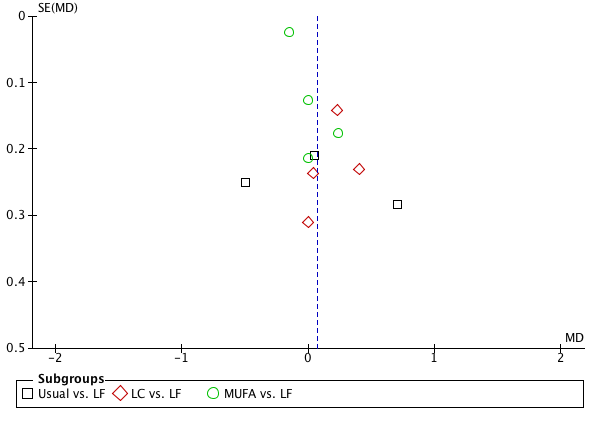 SE(MD)
0
0.1
0.2
0.3
0.4
0.5
MD
-2 -1 0 1 2
Subgroups
Usual vs. LF LC vs. LF MUFA vs. LF